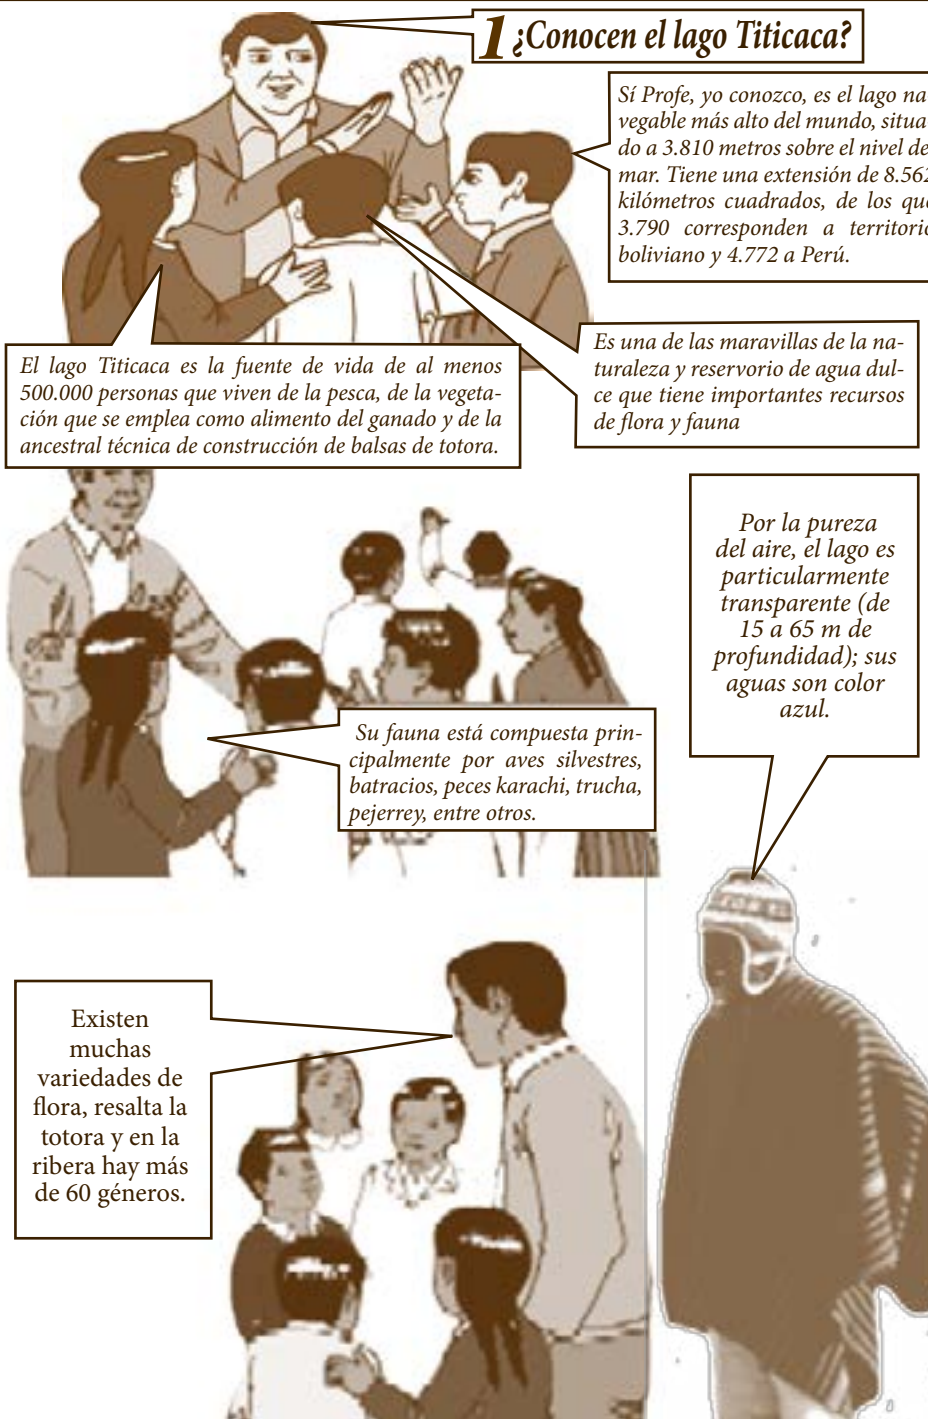 1 ¿Conocen el lago Titicaca?
Sí Profe, yo conozco, es el lago na-
vegable más alto del mundo, situa-
do a 3.810 metros sobre el nivel de
mar. Tiene una extensión de 8.562
kilómetros cuadrados, de los que
3.790 corresponden a territorio
boliviano y 4.772 a Perú.
Es una de las maravillas de la na-
turaleza y reservorio de agua dul-
ce que tiene importantes recursos
de flora y fauna
El lago Titicaca es la fuente de vida de al menos
500.000 personas que viven de la pesca, de la vegeta-
ción que se emplea como alimento del ganado y de la
ancestral técnica de construcción de balsas de totora.
Por la pureza
del aire, el lago es
particularmente
transparente (de
15 a 65 m de
profundidad); sus
aguas son color
azul.
Su fauna está compuesta prin-
cipalmente por aves silvestres,
batracios, peces karachi, trucha,
pejerrey, entre otros.
Existen
muchas
variedades de
flora, resalta la
totora y en la
ribera hay más
de 60 géneros.